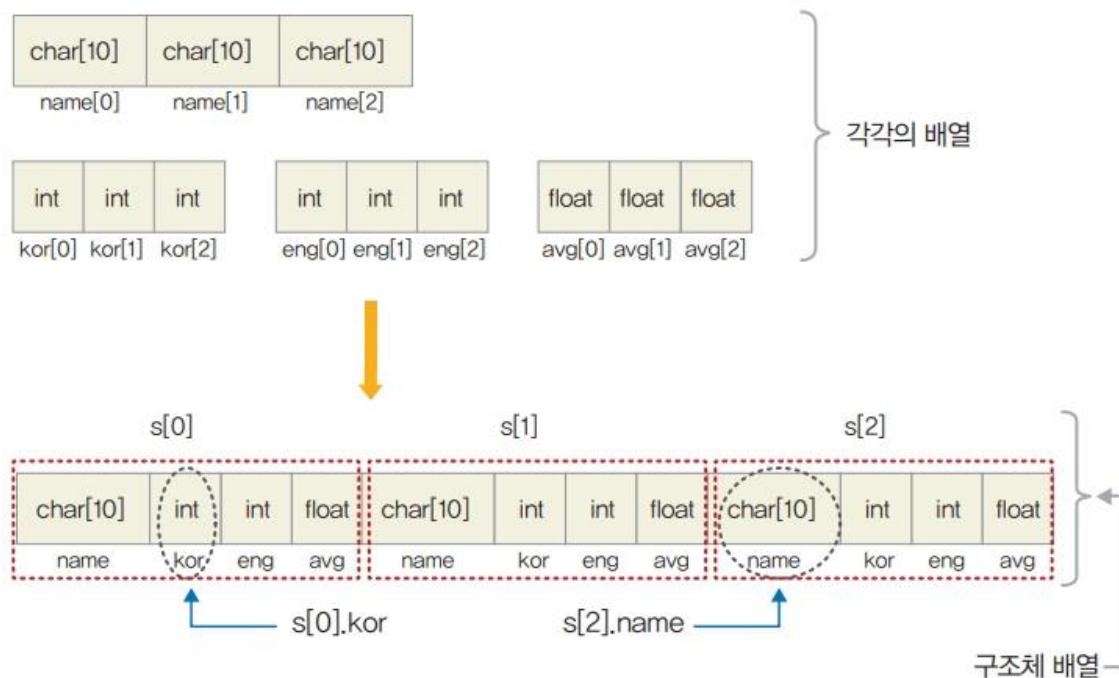 char[10] char[10] char[10]
name[0] name[1] name[2]
각각의 배열
int int int int int int float float float
kor[0] kor[1] kor[2] eng[0] eng[1] eng[2] avg[0] avg[1] avg[2]
s[0] s[1] s[2]
char[10] int int float char[10] int int float char[10] int int float
name kor eng avg name kor eng avg name kor eng avg
s[0].kor s[2].name
구조체 배열